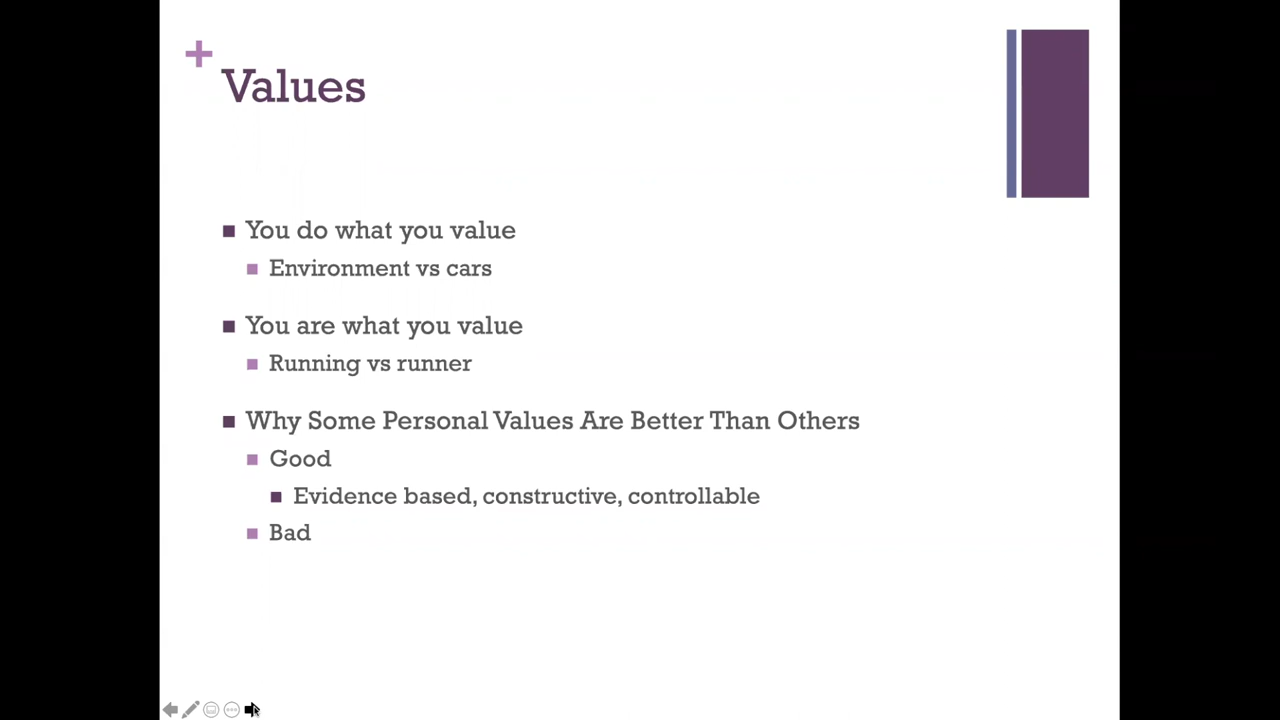 +
Values
You do what you value
Environment vs cars
You are what you value
Running vs runner
Why Some Personal Values Are Better Than Others
Good
Evidence based, constructive, controllable
Bad